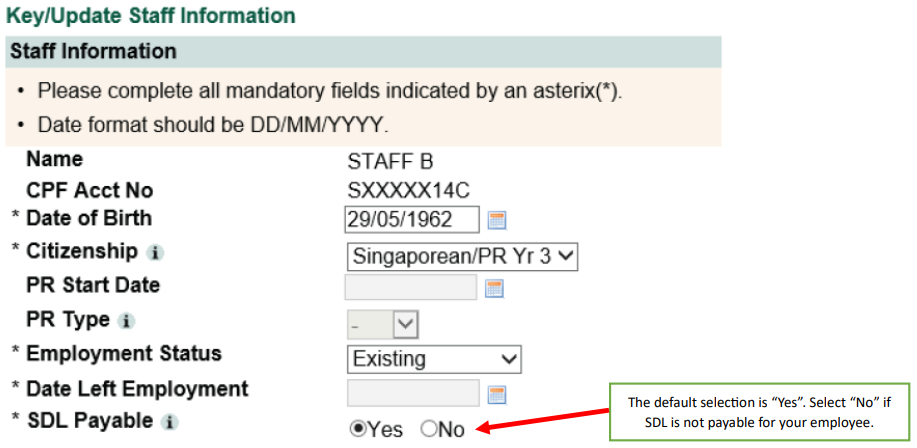 Key/Update Staff Information
Staff Information
• Please complete all mandatory fields indicated by an asterix(*).
• Date format should be DD/MM/YYYY.
Name STAFF B
CPF Acct No SXXXXX14C
* Date of Birth 29/05/1962
* Citizenship i Singaporean/PR Yr 3
PR Start Date
PR Type i -
* Employment Status Existing
* Date Left Employment
* SDL Payable i Yes No
The default selection is “Yes”. Select “No” if
SDL is not payable for your employee.